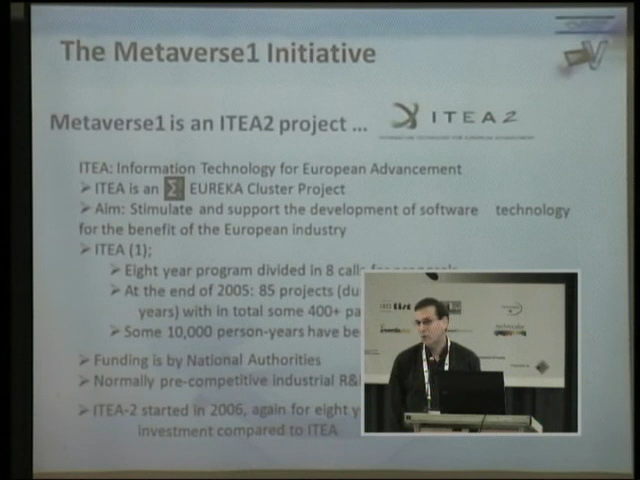 The Metaverse1 Initiative
Metaverse1 is an ITEA2 project ...
ITEA2
ITEA: Information Technology for European Advancement
➢ ITEA is an Σ EUREKA Cluster Project
➢ Aim: Stimulate and support the development of software technology
for the benefit of the European industry
➢ ITEA (1);
➢ Eight year program divided in 8 calls
➢ At the end of 2005: 85 projects (du
years) with in total some 400+ pa
➢ Some 10,000 person-years have be
➢ Funding is by National Authorities
➢ Normally pre-competitive industrial R&
➢ ITEA-2 started in 2006, again for eight y
investment compared to ITEA